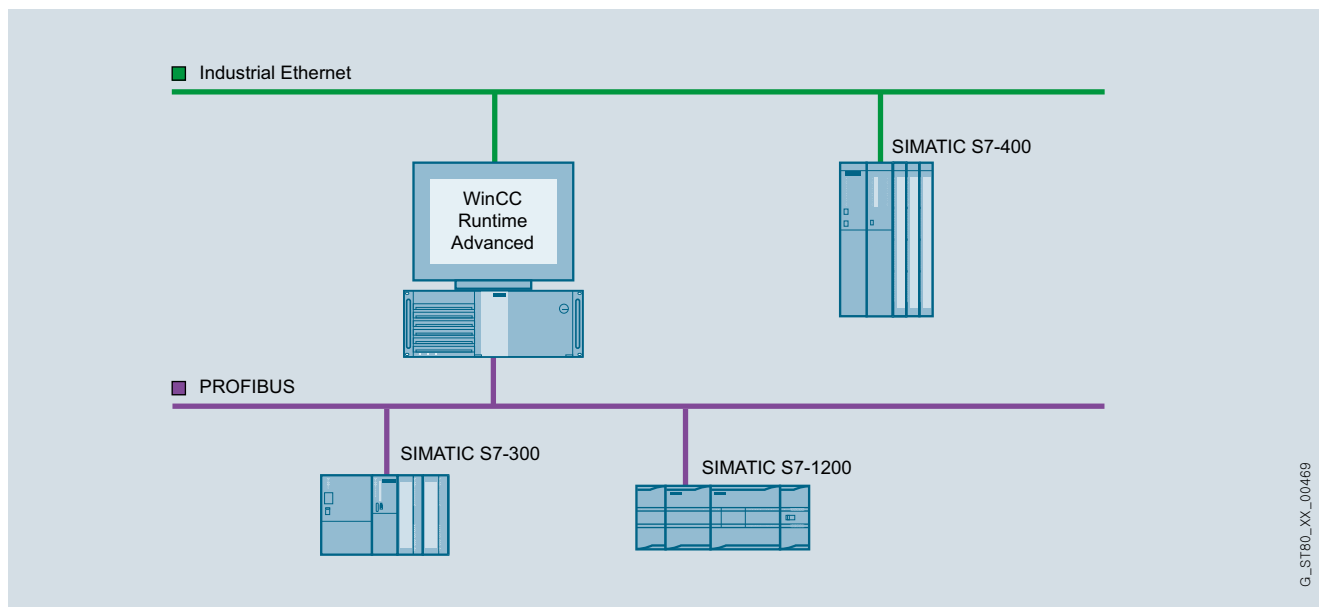 Industrial Ethernet
SIMATIC S7-400
WinCC
Runtime
Advanced
PROFIBUS
SIMATIC S7-300
SIMATIC S7-1200
G_ST80_XX_00469